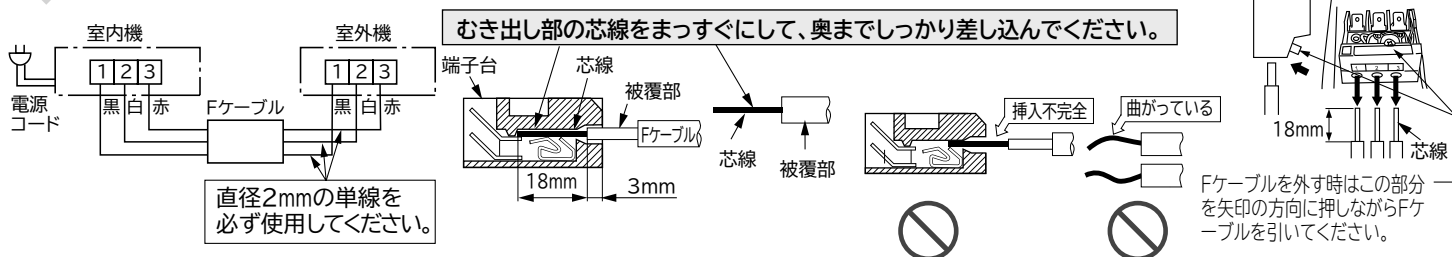 むき出し部の芯線をまっすぐにして、奥までしっかり差し込んでください。
室内機
1 2 3
黒 白 赤
電源
コード
Fケーブル
室外機
1 2 3
黒 白 赤
直径2mmの単線を
必ず使用してください。
端子台
芯線
被覆部
Fケーブル
18mm
3mm
芯線
被覆部
挿入不完全
曲がっている
1 2 3
18mm
芯線
Fケーブルを外す時はこの部分
を矢印の方向に押しながらFケ
ーブルを引いてください。